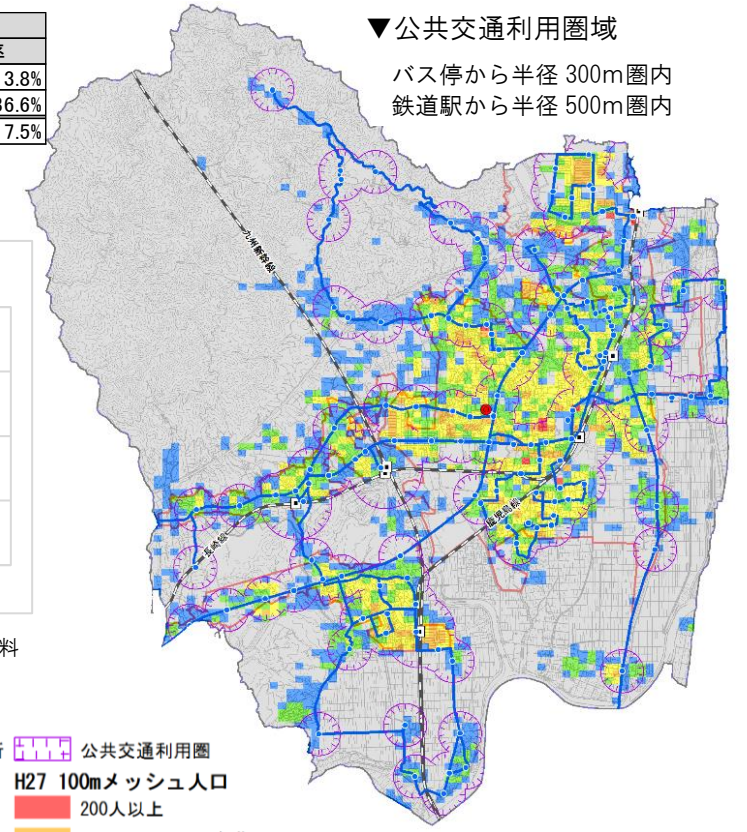 ▼公共交通利用圏域
バス停から半径 300m圏内
鉄道駅から半径 500m圏内
3.8%
36.6%
7.5%
九州新幹線
長崎線
鹿児島線
料
公共交通利用圏
H27 100mメッシュ人口
200人以上